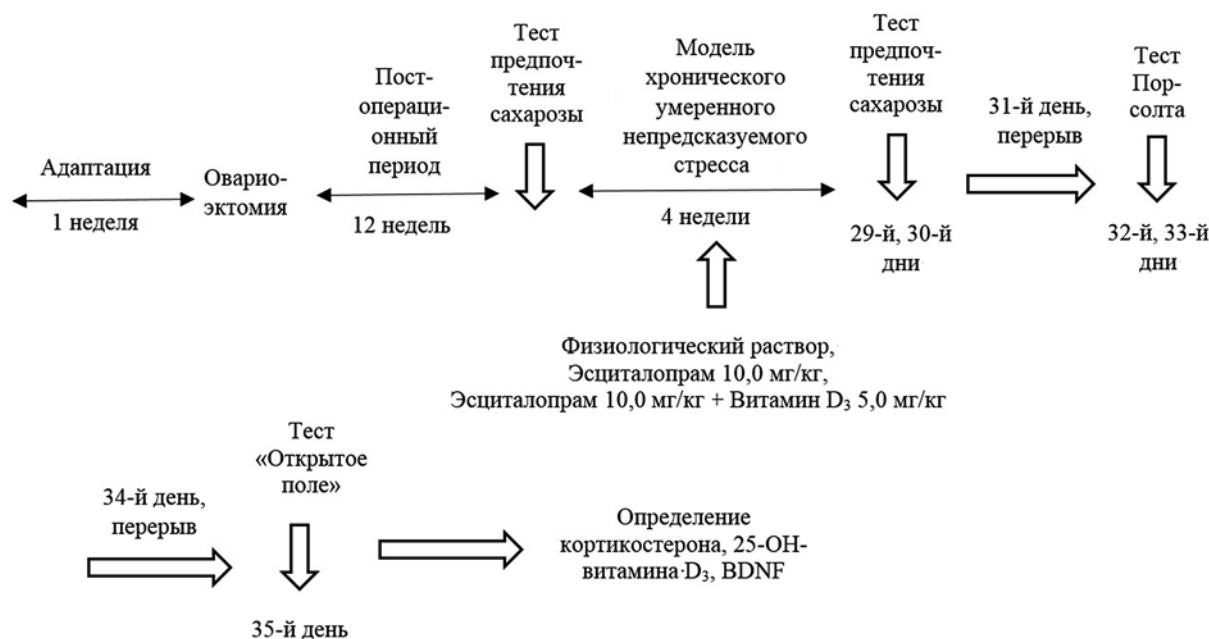 Адаптация
1 неделя
Овариo-
эктомия
Пост-
операци-
онный
период
12 недель
Тест
предпоч-
тения
сахарозы
Модель
хронического
умеренного
непредсказуемого
стресса
4 недели
Физиологический раствор,
Эсциталопрам 10,0 мг/кг,
Эсциталопрам 10,0 мг/кг + Витамин D₃ 5,0 мг/кг
Тест
предпоч-
тения
сахарозы
29-й, 30-й
дни
31-й день,
перерыв
Тест
Пор-
солта
32-й, 33-й
дни
34-й день,
перерыв
Тест
«Открытое
поле»
35-й день
Определение
кортикостерона, 25-OH-
витамина·D₃, BDNF